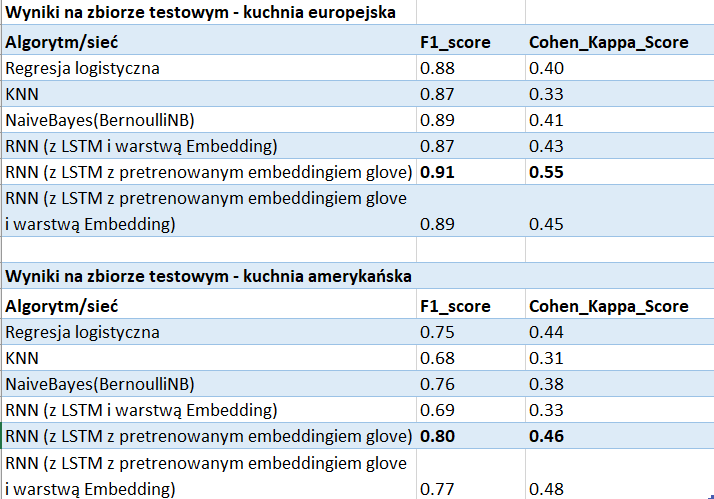 Wyniki na zbiorze testowym - kuchnia europejska
Algorytm/sieć F1_score Cohen_Kappa_Score
Regresja logistyczna 0.88 0.40
KNN 0.87 0.33
NaiveBayes(BernoulliNB) 0.89 0.41
RNN (z LSTM i warstwą Embedding) 0.87 0.43
RNN (z LSTM z pretrenowanym embeddingiem glove) 0.91 0.55
RNN (z LSTM z pretrenowanym embeddingiem glove
i warstwą Embedding) 0.89 0.45
Wyniki na zbiorze testowym - kuchnia amerykańska
Algorytm/sieć F1_score Cohen_Kappa_Score
Regresja logistyczna 0.75 0.44
KNN 0.68 0.31
NaiveBayes(BernoulliNB) 0.76 0.38
RNN (z LSTM i warstwą Embedding) 0.69 0.33
RNN (z LSTM z pretrenowanym embeddingiem glove) 0.80 0.46
RNN (z LSTM z pretrenowanym embeddingiem glove
i warstwą Embedding) 0.77 0.48